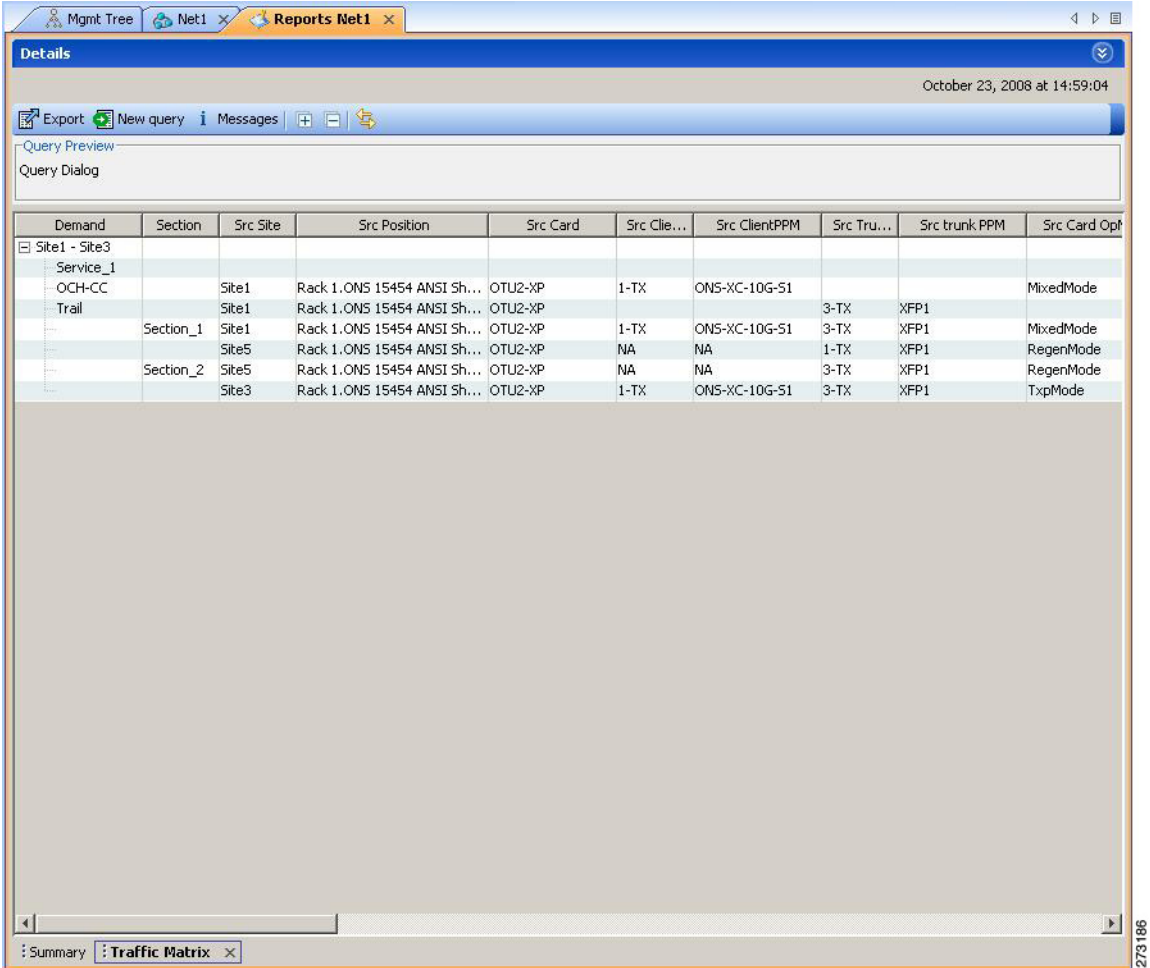 Mgmt Tree Net1 Reports Net1
Details
October 23, 2008 at 14:59:04
Export New query i Messages
Query Preview
Query Dialog
Demand Section Src Site Src Position Src Card Src Clie... Src ClientPPM Src Tru... Src trunk PPM Src Card Op
Site1 - Site3
Service_1
OCH-CC Site1 Rack 1.ONS 15454 ANSI Sh... OTU2-XP 1-TX ONS-XC-10G-S1 MixedMode
Trail Site1 Rack 1.ONS 15454 ANSI Sh... OTU2-XP 3-TX XFP1
Section_1 Site1 Rack 1.ONS 15454 ANSI Sh... OTU2-XP 1-TX ONS-XC-10G-S1 3-TX XFP1 MixedMode
Site5 Rack 1.ONS 15454 ANSI Sh... OTU2-XP NA NA 1-TX XFP1 RegenMode
Section_2 Site5 Rack 1.ONS 15454 ANSI Sh... OTU2-XP NA NA 3-TX XFP1 RegenMode
Site3 Rack 1.ONS 15454 ANSI Sh... OTU2-XP 1-TX ONS-XC-10G-S1 3-TX XFP1 TxpMode
Summary Traffic Matrix
273186